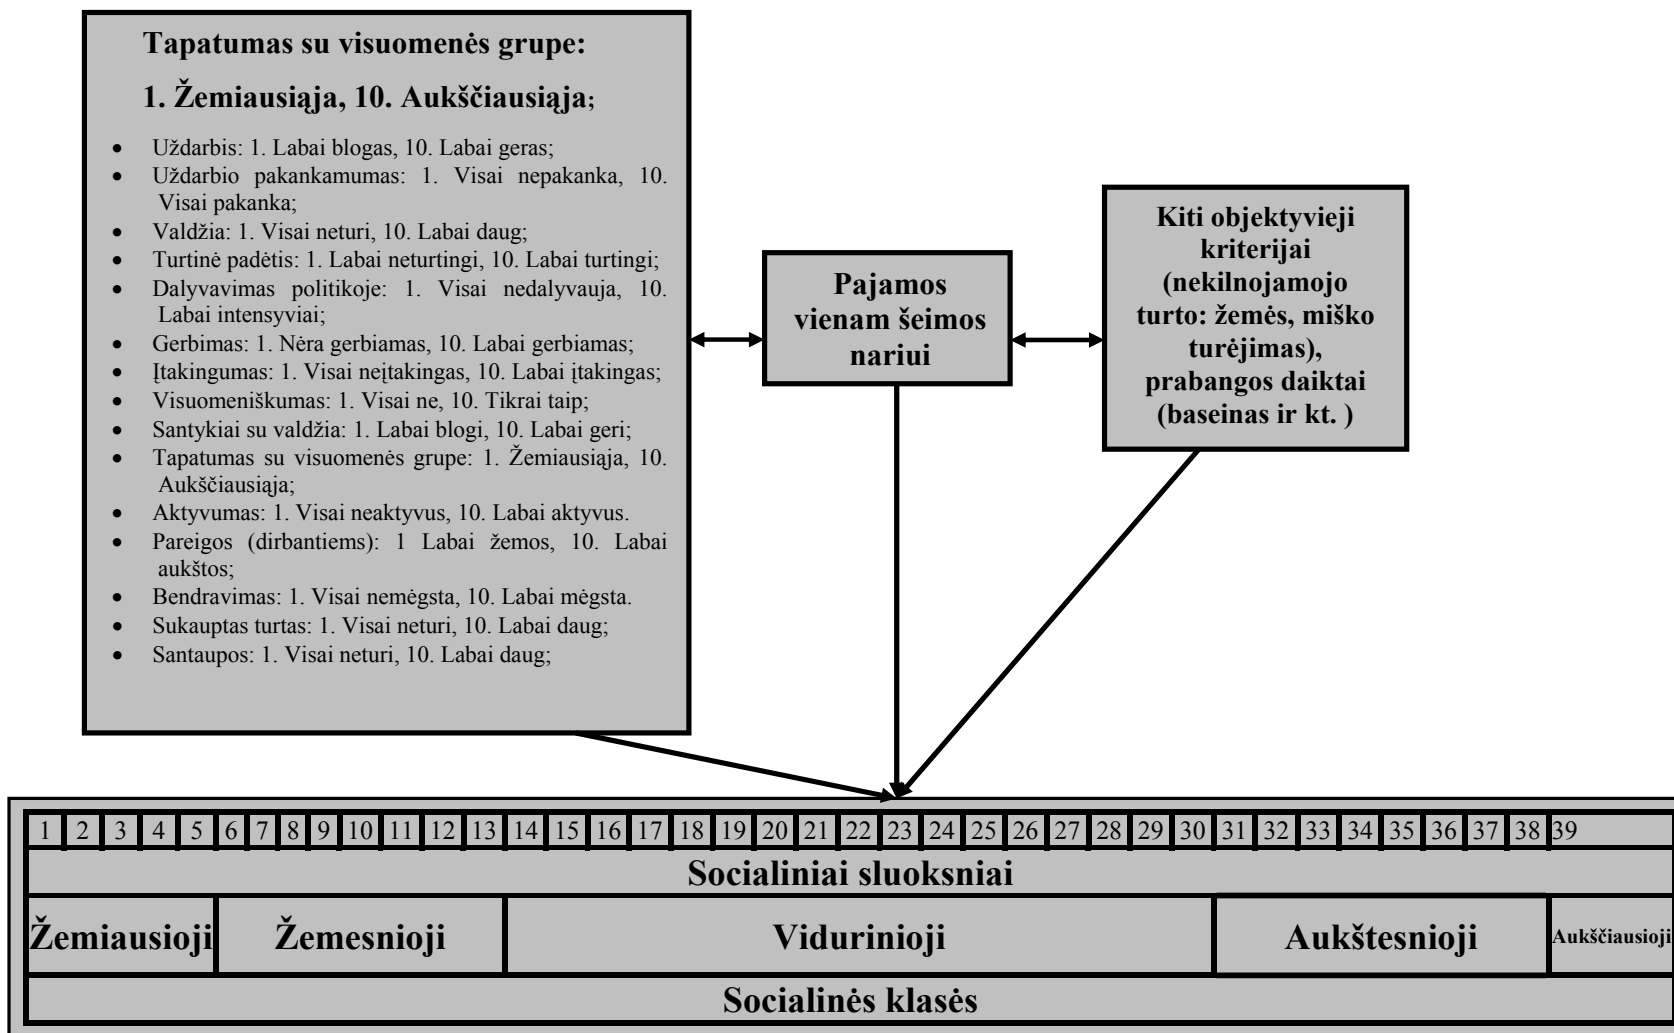 Tapatumas su visuomenės grupe:
1. Žemiausiąja, 10. Aukščiausiąja;
• Uždarbis: 1. Labai blogas, 10. Labai geras;
• Uždarbio pakankamumas: 1. Visai nepakanka, 10.
Visai pakanka;
• Valdžia: 1. Visai neturi, 10. Labai daug;
• Turtinė padėtis: 1. Labai neturtingi, 10. Labai turtingi;
• Dalyvavimas politikoje: 1. Visai nedalyvauja, 10.
Labai intensyviai;
• Gerbimas: 1. Nėra gerbiamas, 10. Labai gerbiamas;
• Įtakingumas: 1. Visai neįtakingas, 10. Labai įtakingas;
• Visuomeniškumas: 1. Visai ne, 10. Tikrai taip;
• Santykiai su valdžia: 1. Labai blogi, 10. Labai geri;
• Tapatumas su visuomenės grupe: 1. Žemiausiąja, 10.
Aukščiausiąja;
• Aktyvumas: 1. Visai neaktyvus, 10. Labai aktyvus.
• Pareigos (dirbantiems): 1 Labai žemos, 10. Labai
aukštos;
• Bendravimas: 1. Visai nemėgsta, 10. Labai mėgsta.
• Sukauptas turtas: 1. Visai neturi, 10. Labai daug;
• Santaupos: 1. Visai neturi, 10. Labai daug;
Pajamos
vienam šeimos
nariui
Kiti objektyvieji
kriterijai
(nekilnojamojo
turto: žemės, miško
turėjimas),
prabangos daiktai
(baseinas ir kt. )
1 2 3 4 5 6 7 8 9 10 11 12 13 14 15 16 17 18 19 20 21 22 23 24 25 26 27 28 29 30 31 32 33 34 35 36 37 38 39
Socialiniai sluoksniai
Žemiausioji Žemesnioji Vidurinioji Aukštesnioji Aukščiausioji
Socialinės klasės